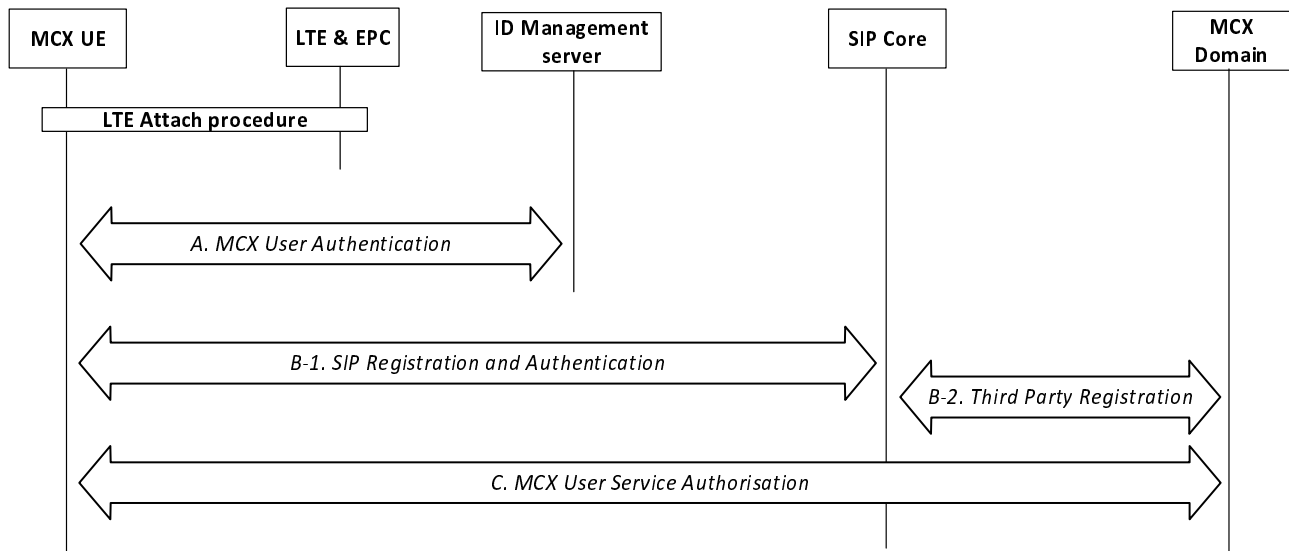 MCX UE
LTE & EPC
ID Management
server
SIP Core
MCX
Domain
LTE Attach procedure
A. MCX User Authentication
B-1. SIP Registration and Authentication
B-2. Third Party Registration
C. MCX User Service Authorisation